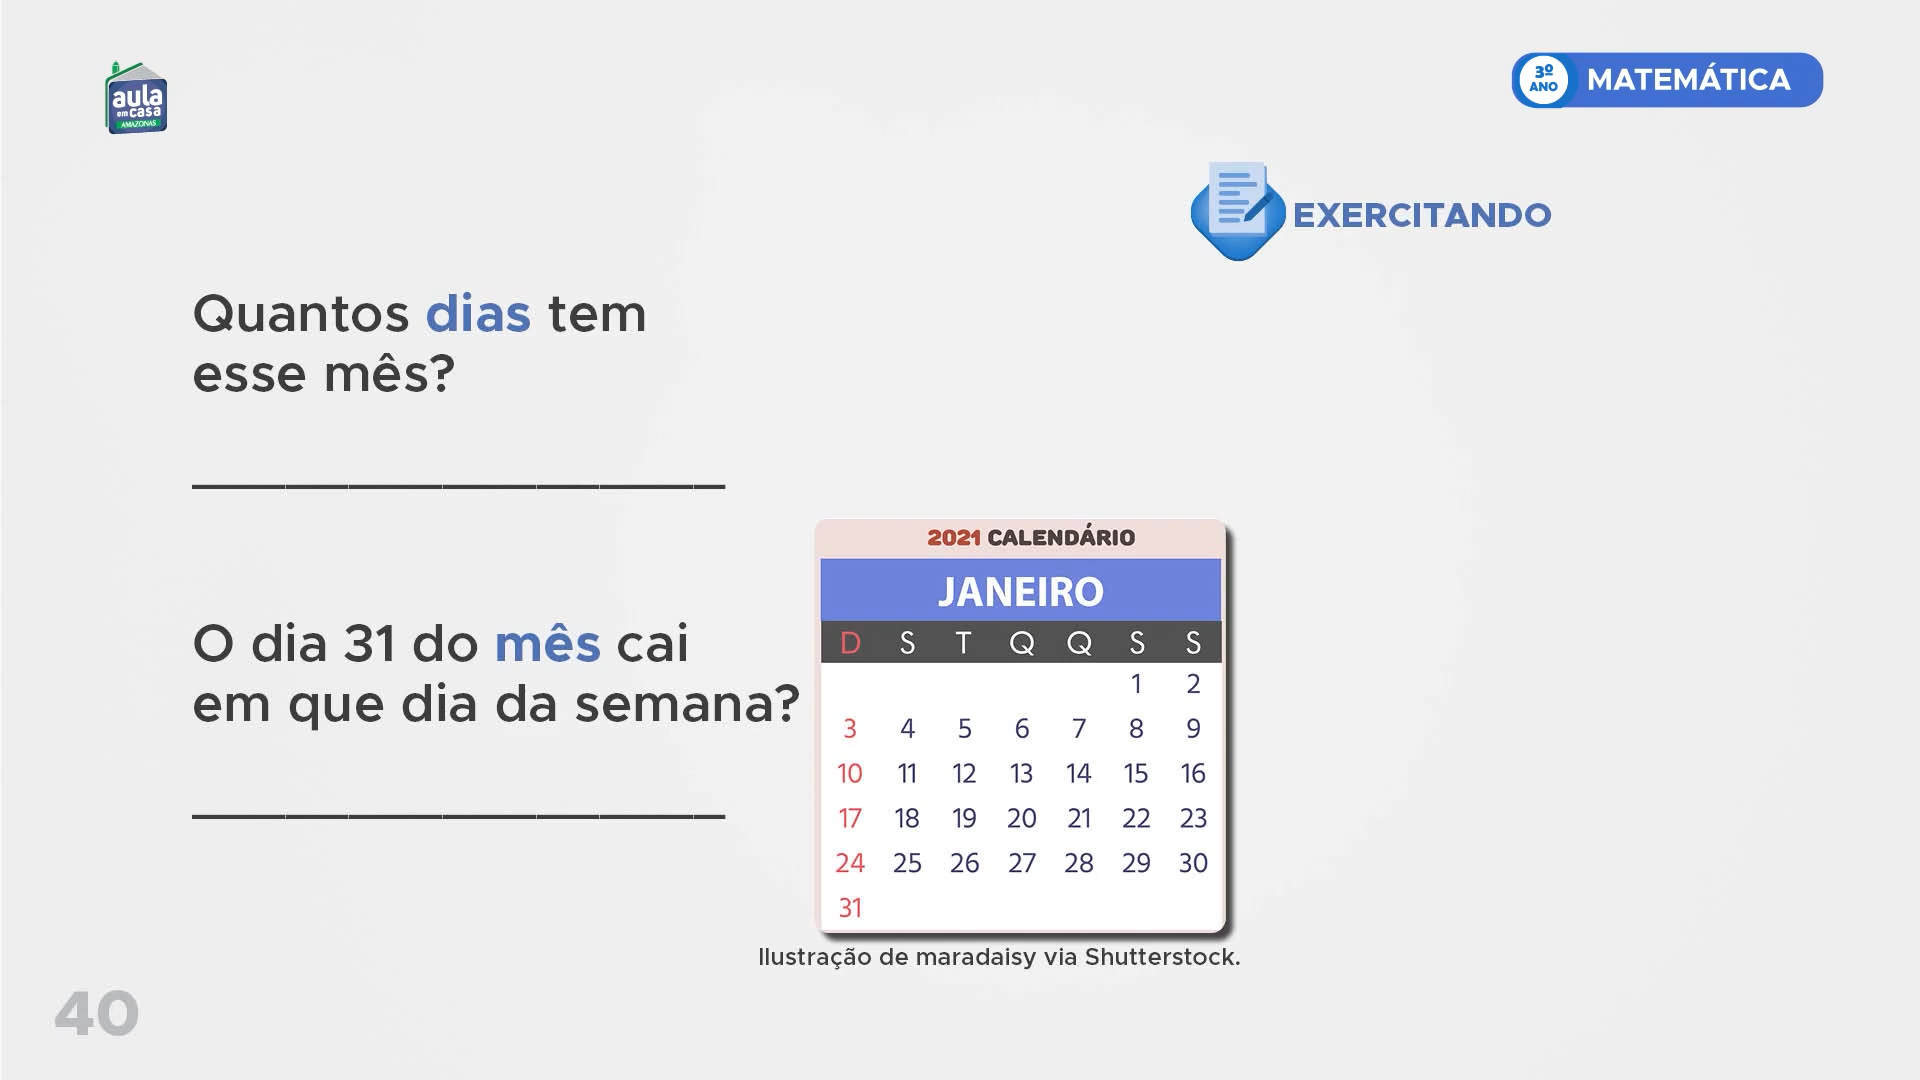 aula
em casa
AMAZONAS
3º
ANO
MATEMÁTICA
EXERCITANDO
Quantos dias tem
esse mês?
O dia 31 do mês cai
em que dia da semana?
2021 CALENDÁRIO
JANEIRO
D S T Q Q S S
1 2
3 4 5 6 7 8 9
10 11 12 13 14 15 16
17 18 19 20 21 22 23
24 25 26 27 28 29 30
31
Ilustração de maradaisy via Shutterstock.
40